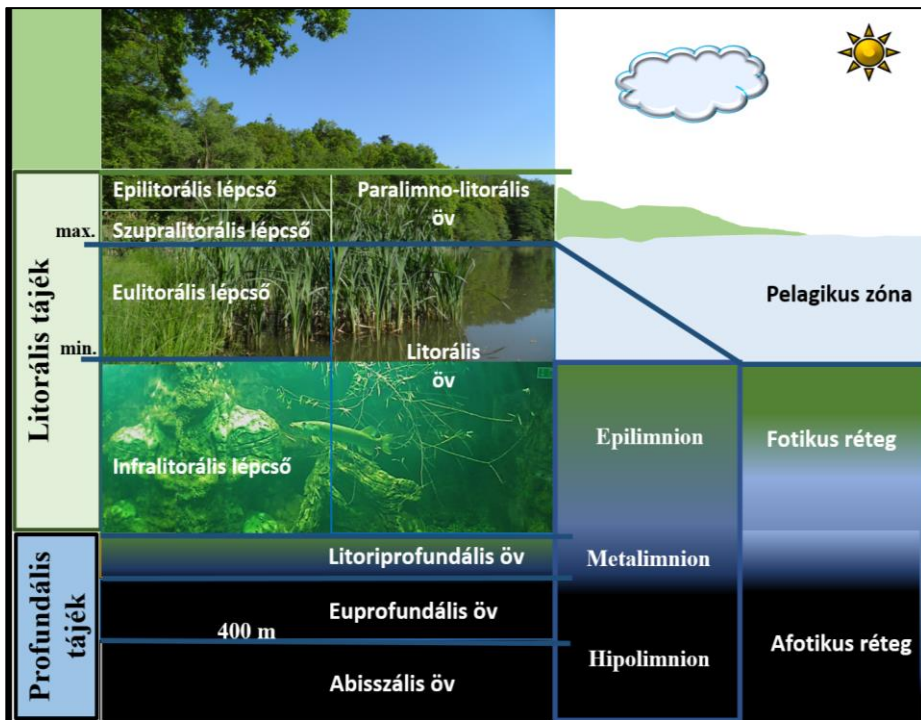 Epilitorális lépcső
Paralimno-litorális
öv
max.
Szupralitorális lépcső
Eulitorális lépcső
Pelagikus zóna
min.
Litorális
öv
Litorális tájék
Epilimnion
Fotikus réteg
Infralitorális lépcső
Litoriprofundális öv
Metalimnion
Profundális
tájék
Euprofundális öv
400 m
Hipolimnion
Afotikus réteg
Abisszális öv